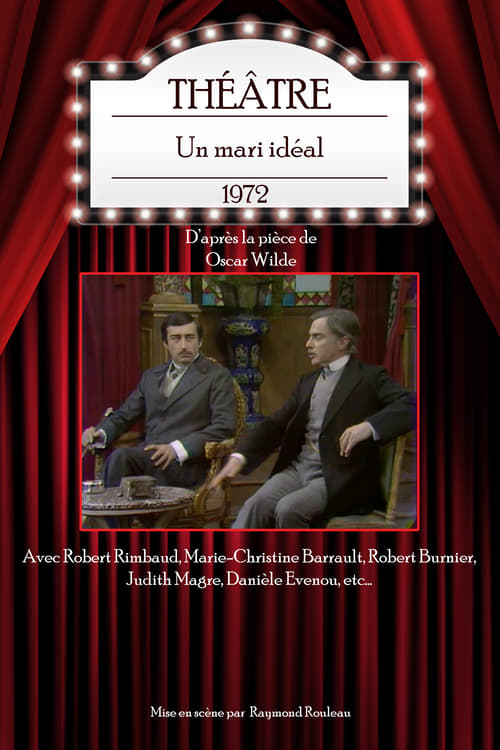 THÉÂTRE
Un mari idéal
1972
D'après la pièce de
Oscar Wilde
Avec Robert Rimbaud, Marie-Christine Barrault, Robert Burnier,
Judith Magre, Danièle Evenou, etc...
Mise en scène par Raymond Rouleau